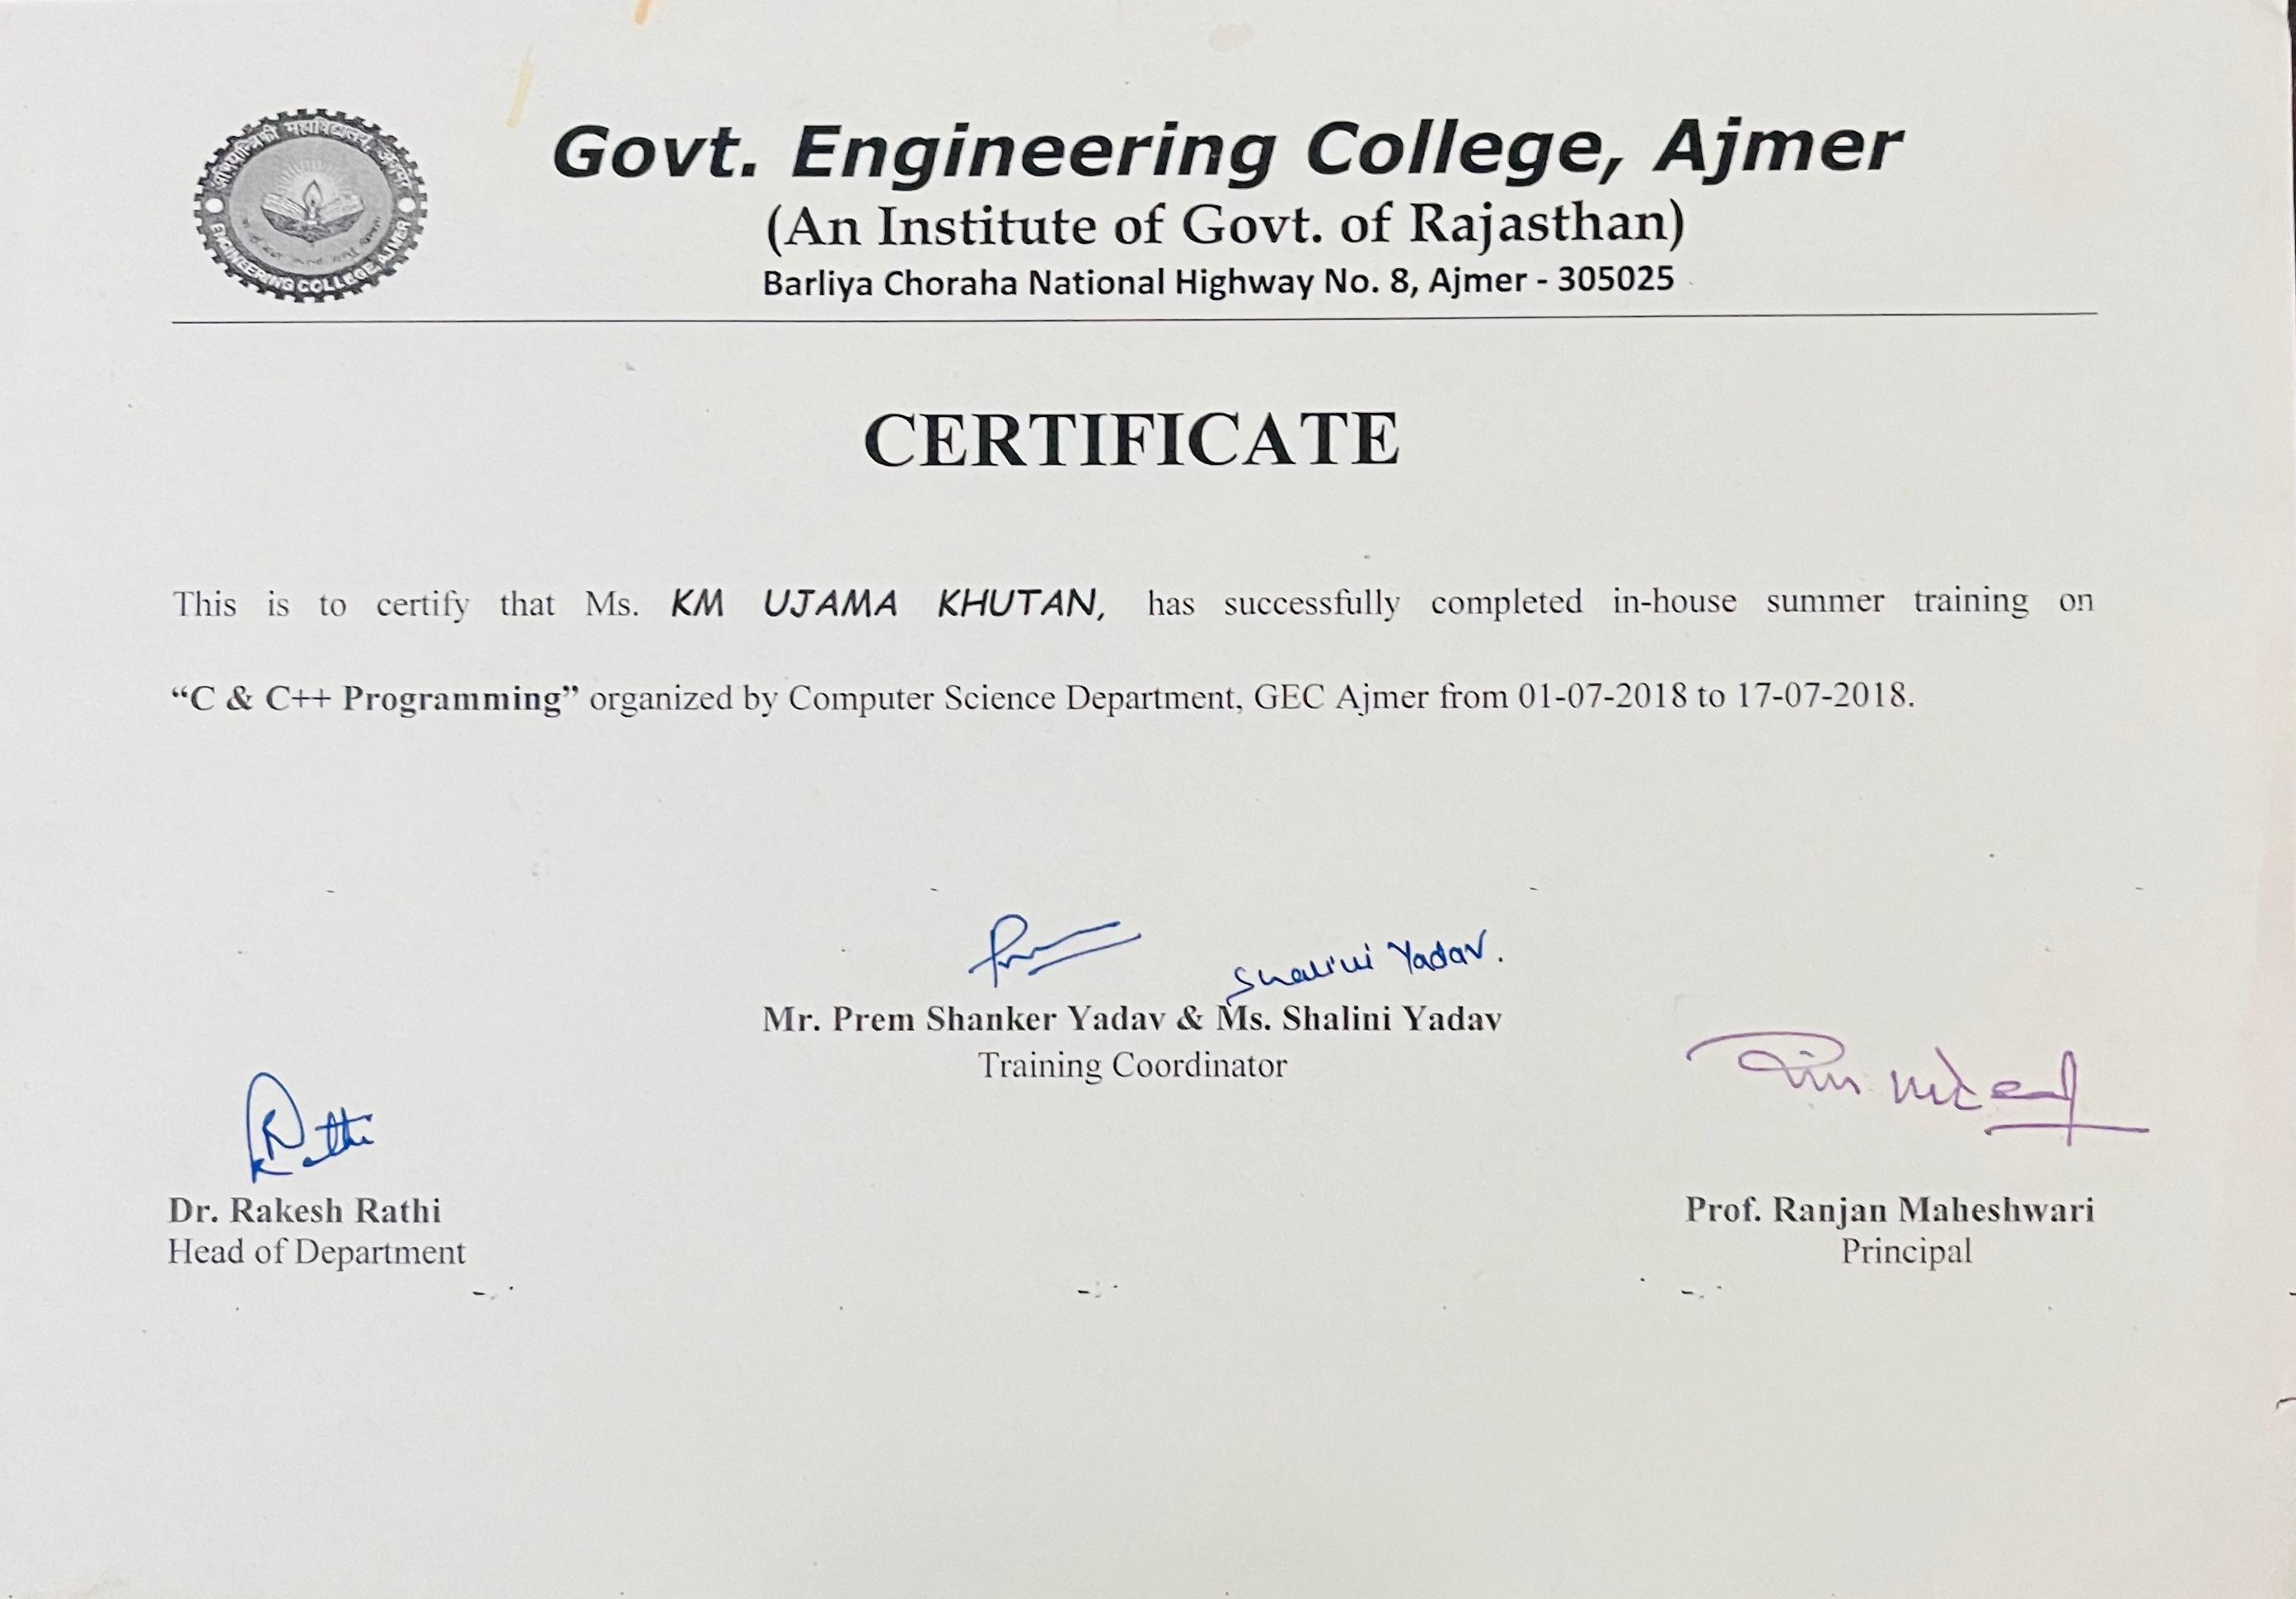 अभियान्त्रिकी महाविद्यालय, अजमेर
ENGINEERING COLLEGE, AJMER
Govt. Engineering College, Ajmer
(An Institute of Govt. of Rajasthan)
Barliya Choraha National Highway No. 8, Ajmer - 305025
CERTIFICATE
This is to certify that Ms. KM UJAMA KHUTAN, has successfully completed in-house summer training on
“C & C++ Programming” organized by Computer Science Department, GEC Ajmer from 01-07-2018 to 17-07-2018.
Shalini Yadav.
Mr. Prem Shanker Yadav & Ms. Shalini Yadav
Training Coordinator
Rathi
Dr. Rakesh Rathi
Head of Department
Prof. Ranjan Maheshwari
Principal